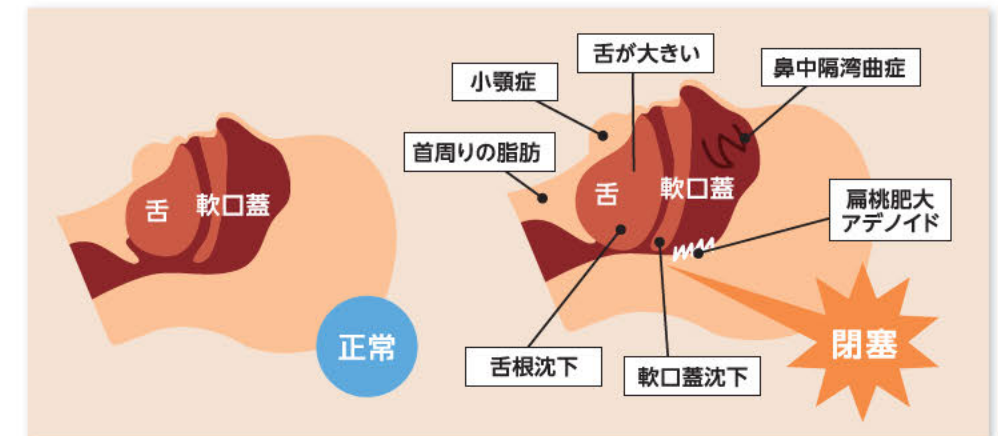 舌
軟口蓋
正常
小顎症
舌が大きい
鼻中隔湾曲症
首周りの脂肪
舌
軟口蓋
扁桃肥大
アデノイド
舌根沈下
軟口蓋沈下
閉塞